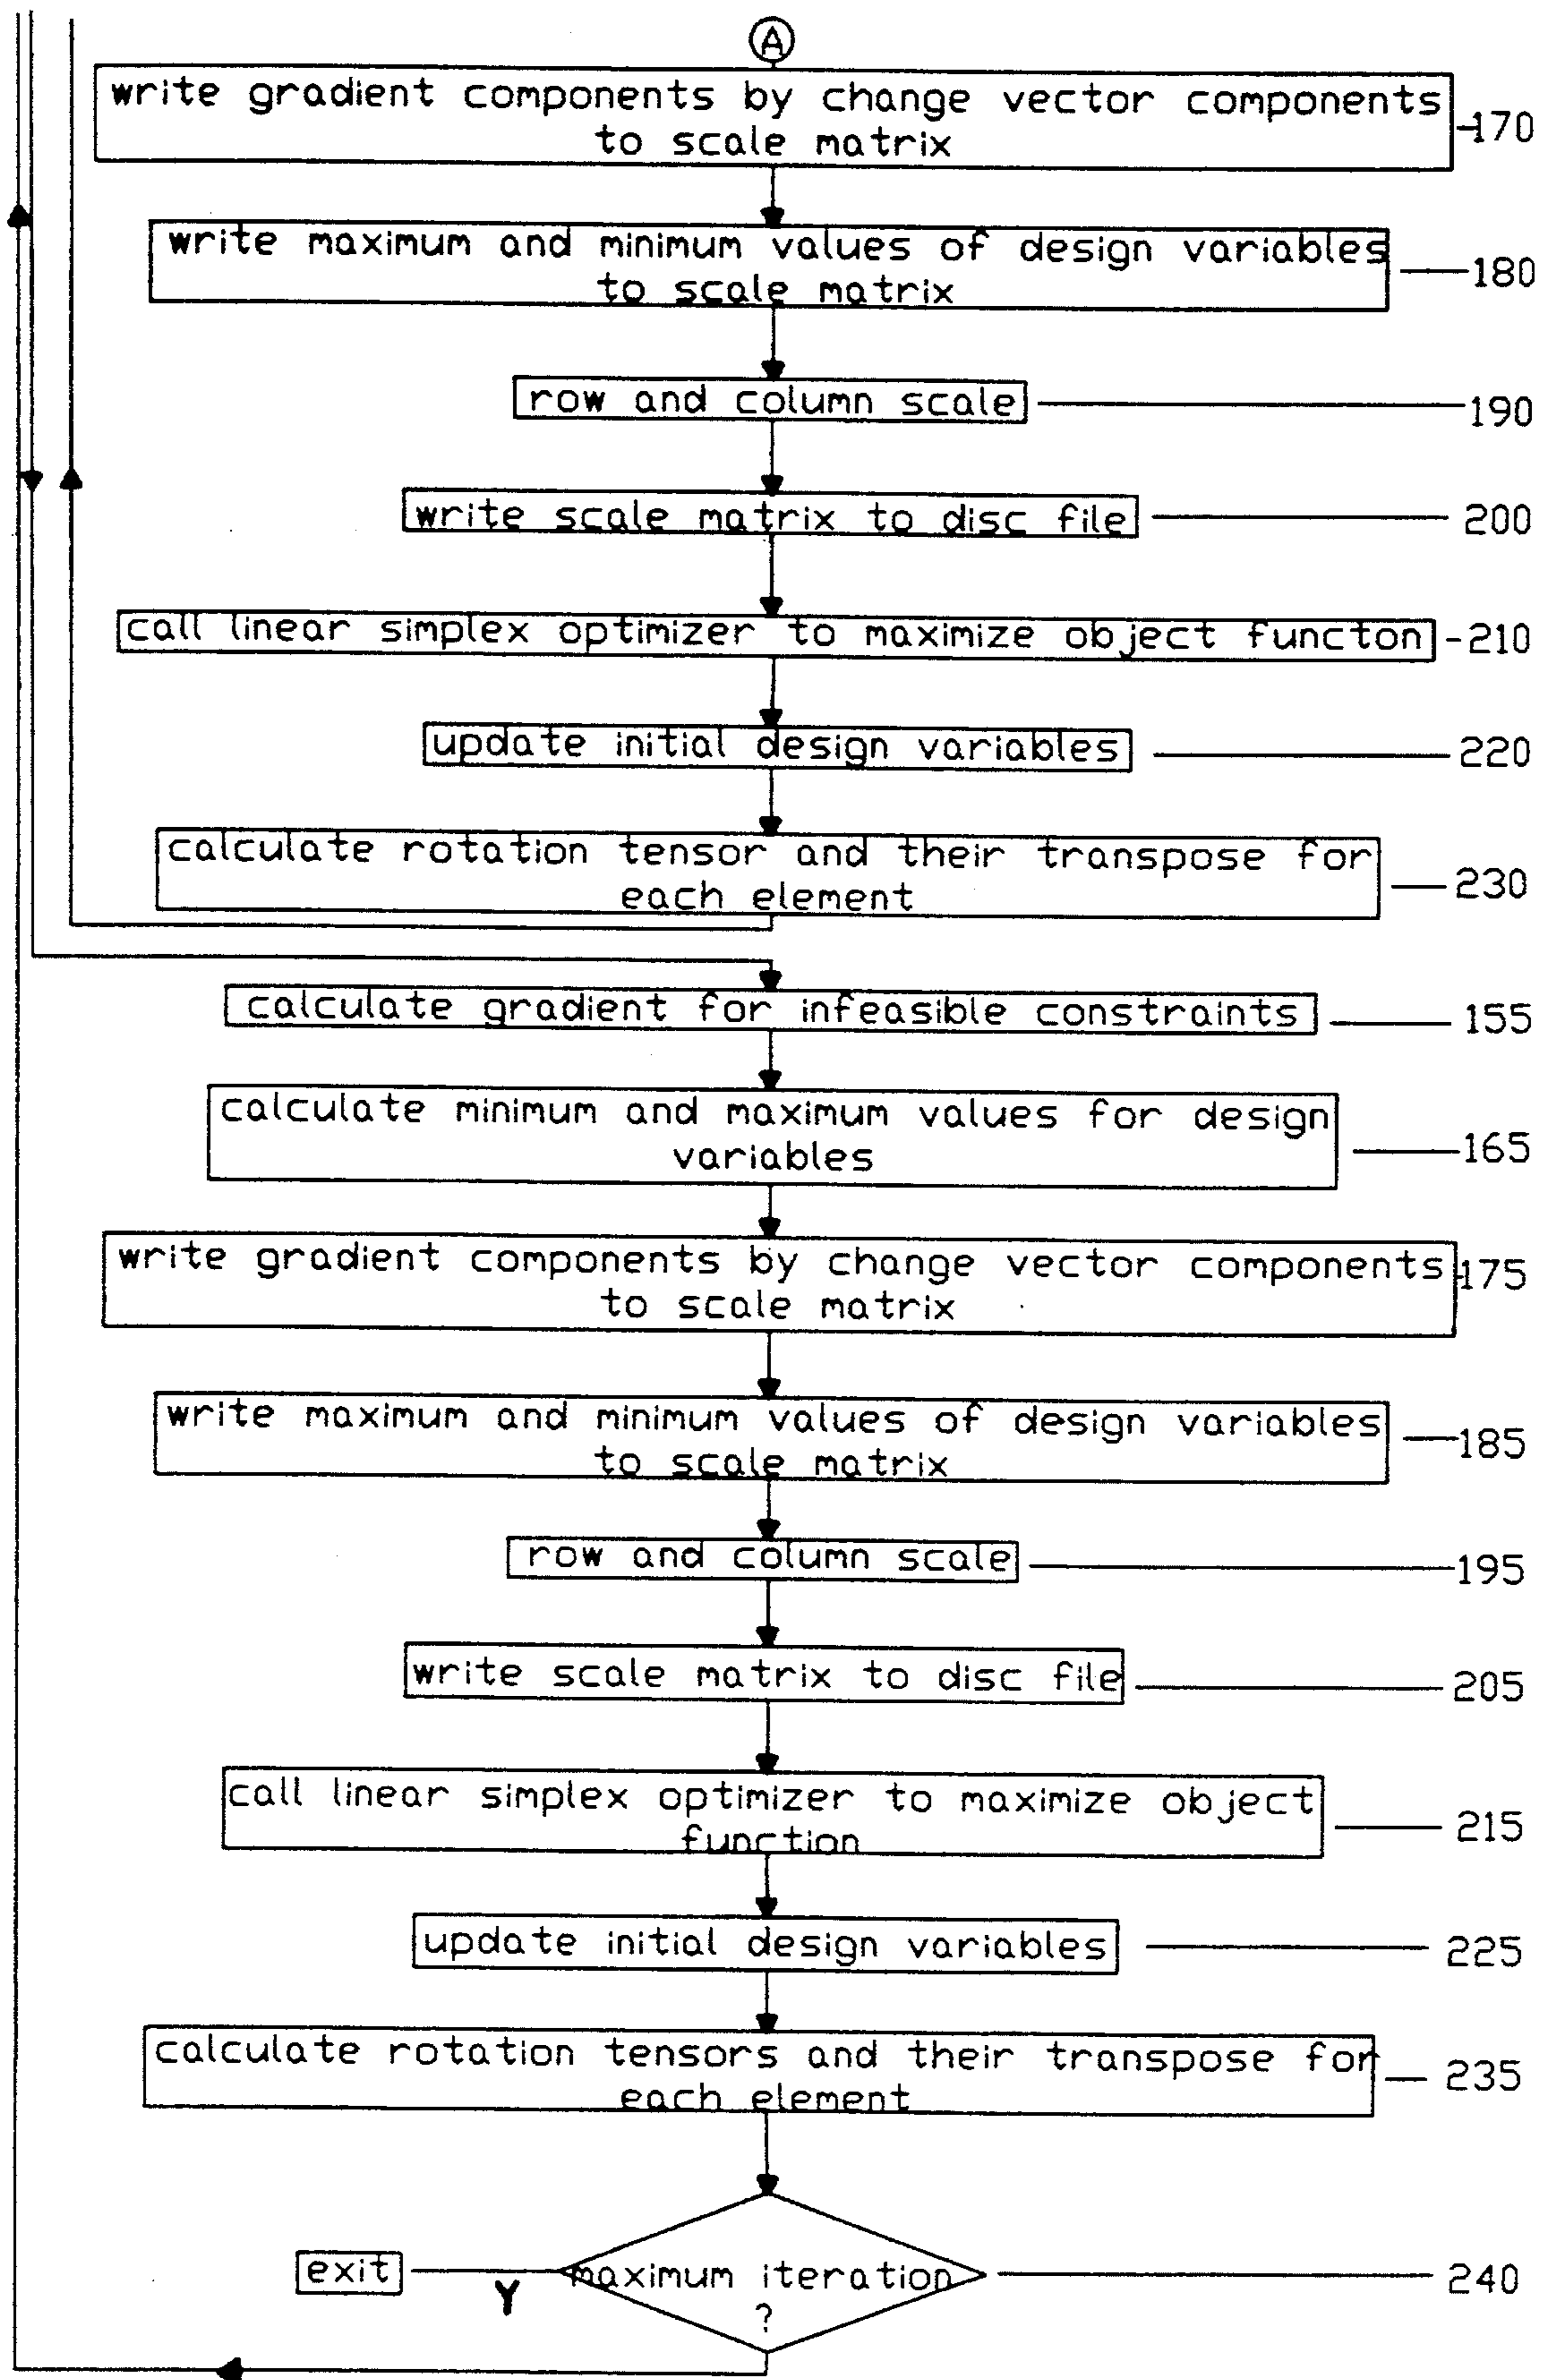 A
write gradient components by change vector components
to scale matrix
170
write maximum and minimum values of design variables
to scale matrix
180
row and column scale
190
write scale matrix to disc file
200
call linear simplex optimizer to maximize object functon
210
update initial design variables
220
calculate rotation tensor and their transpose for
each element
230
calculate gradient for infeasible constraints
155
calculate minimum and maximum values for design
variables
165
write gradient components by change vector components
to scale matrix
175
write maximum and minimum values of design variables
to scale matrix
185
row and column scale
195
write scale matrix to disc file
205
call linear simplex optimizer to maximize object
function
215
update initial design variables
225
calculate rotation tensors and their transpose for
each element
235
exit
Y
maximum iteration
?
240